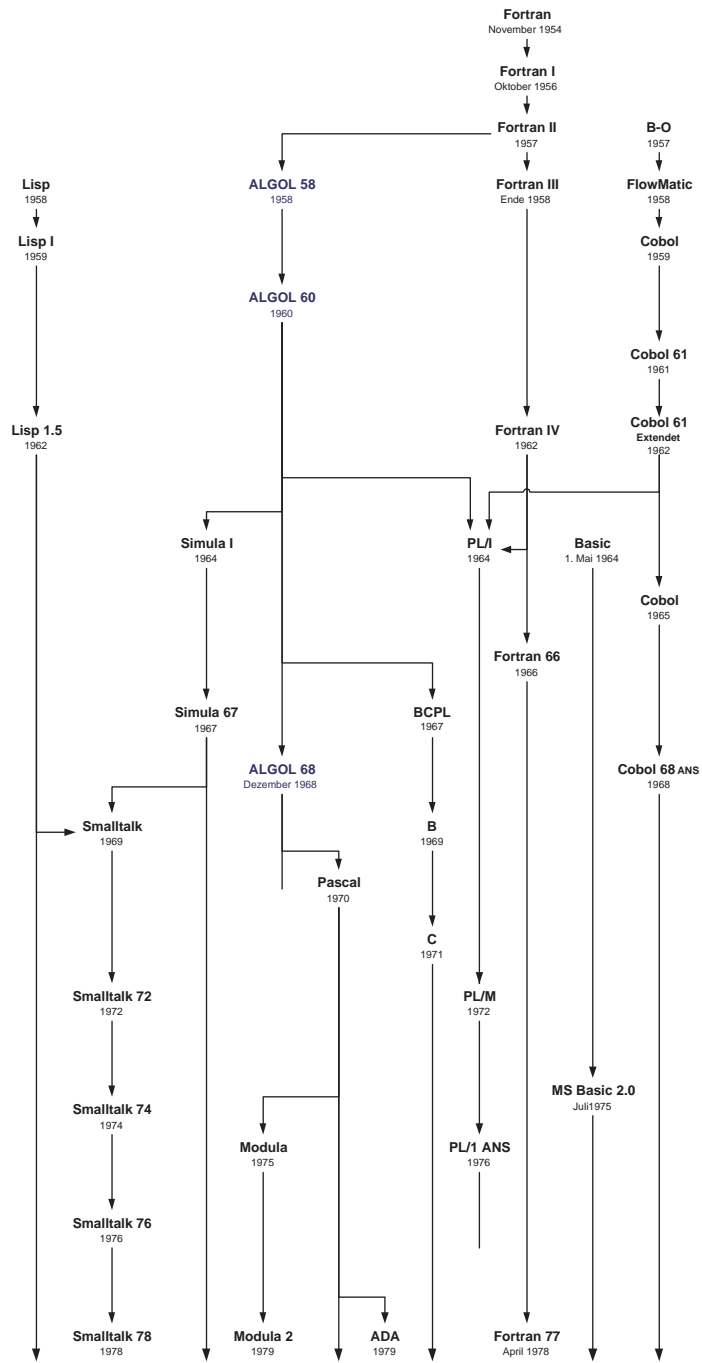 Fortran
November 1954
Fortran I
Oktober 1956
Fortran II
1957
B-O
1957
Lisp
1958
ALGOL 58
1958
Fortran III
Ende 1958
FlowMatic
1958
Lisp I
1959
Cobol
1959
ALGOL 60
1960
Cobol 61
1961
Lisp 1.5
1962
Fortran IV
1962
Cobol 61
Extendet
1962
Simula I
1964
PL/I
1964
Basic
1. Mai 1964
Cobol
1965
Fortran 66
1966
Simula 67
1967
BCPL
1967
ALGOL 68
Dezember 1968
Cobol 68 ANS
1968
Smalltalk
1969
B
1969
Pascal
1970
C
1971
Smalltalk 72
1972
PL/M
1972
MS Basic 2.0
Juli1975
Smalltalk 74
1974
Modula
1975
PL/1 ANS
1976
Smalltalk 76
1976
Smalltalk 78
1978
Modula 2
1979
ADA
1979
Fortran 77
April 1978